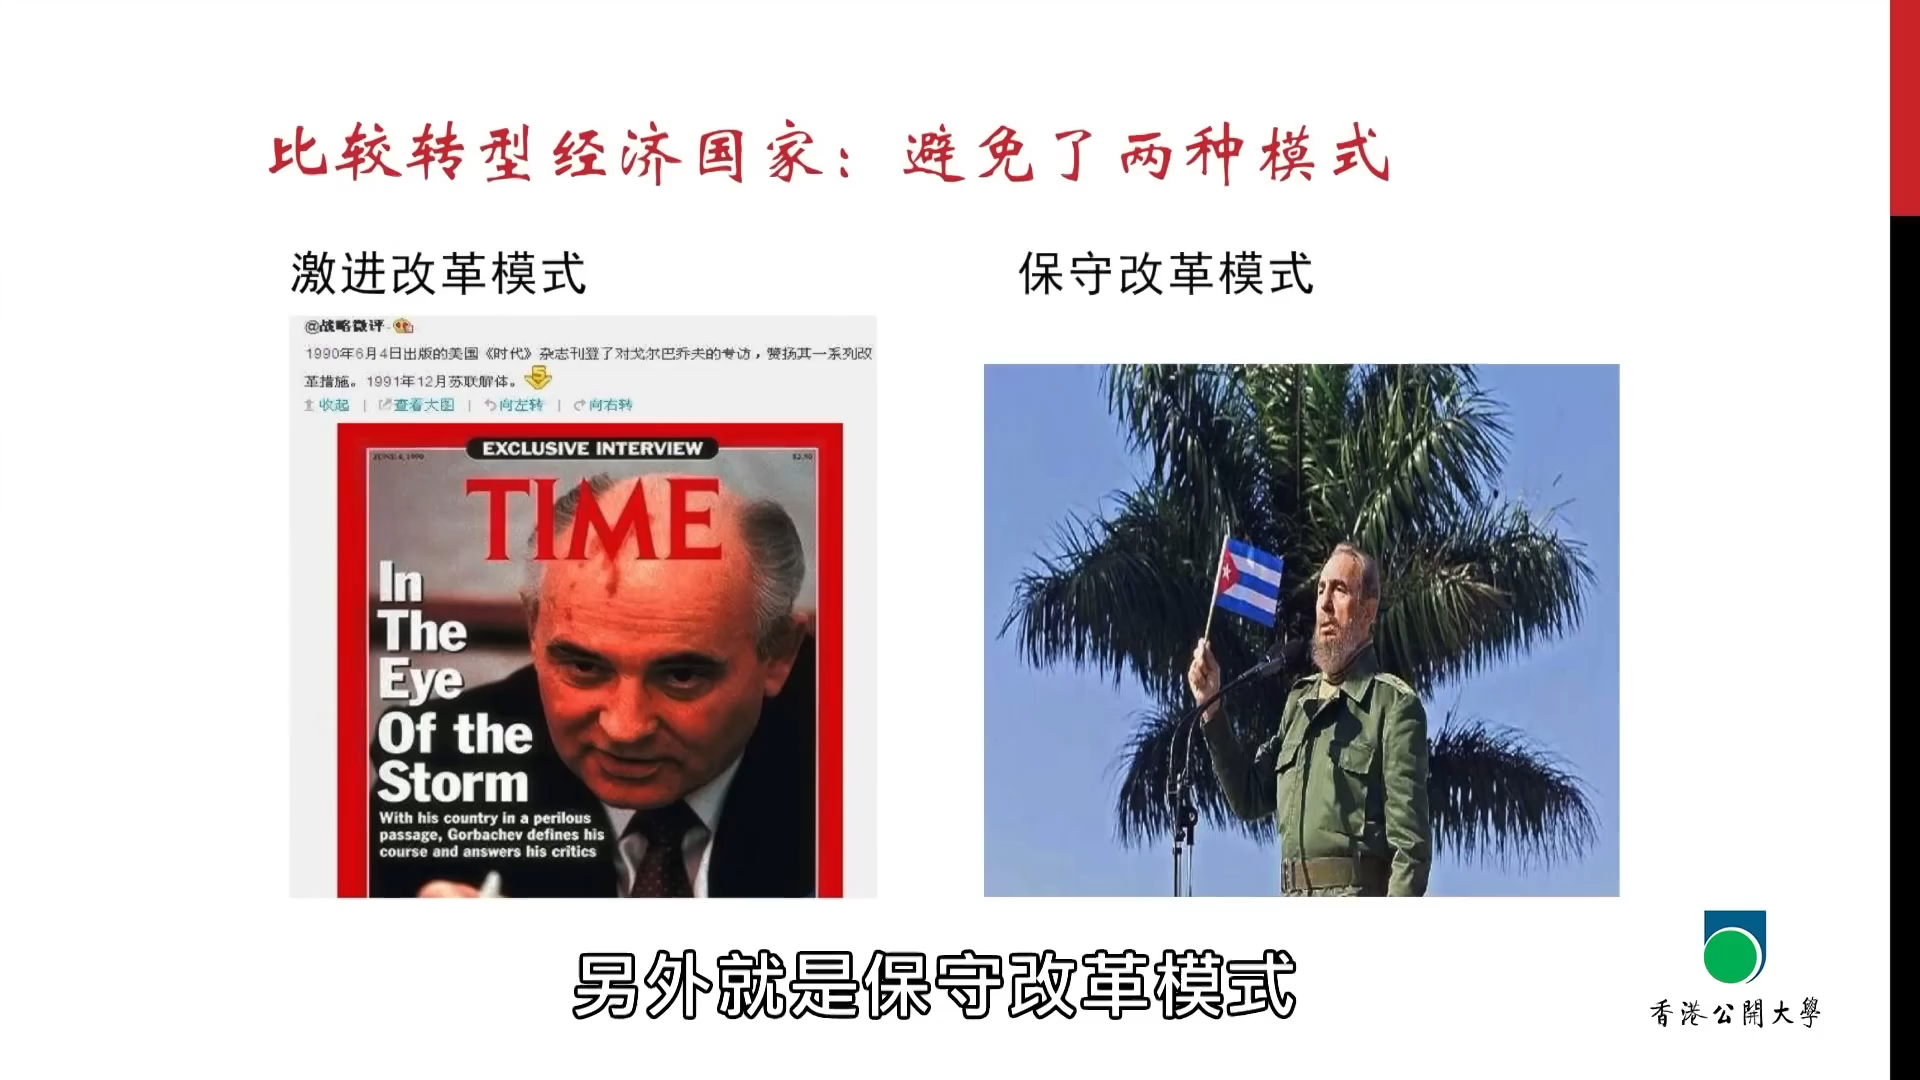 比较转型经济国家：避免了两种模式
激进改革模式
保守改革模式
@战略微评
1990年6月4日出版的美国《时代》杂志刊登了对戈尔巴乔夫的专访，赞扬其一系列改
革措施。1991年12月苏联解体。
收起 | 查看大图 | 向左转 | 向右转
EXCLUSIVE INTERVIEW
JUNE 4, 1990
$2.50
TIME
In
The
Eye
Of the
Storm
With his country in a perilous
passage, Gorbachev defines his
course and answers his critics
另外就是保守改革模式
香港公開大學